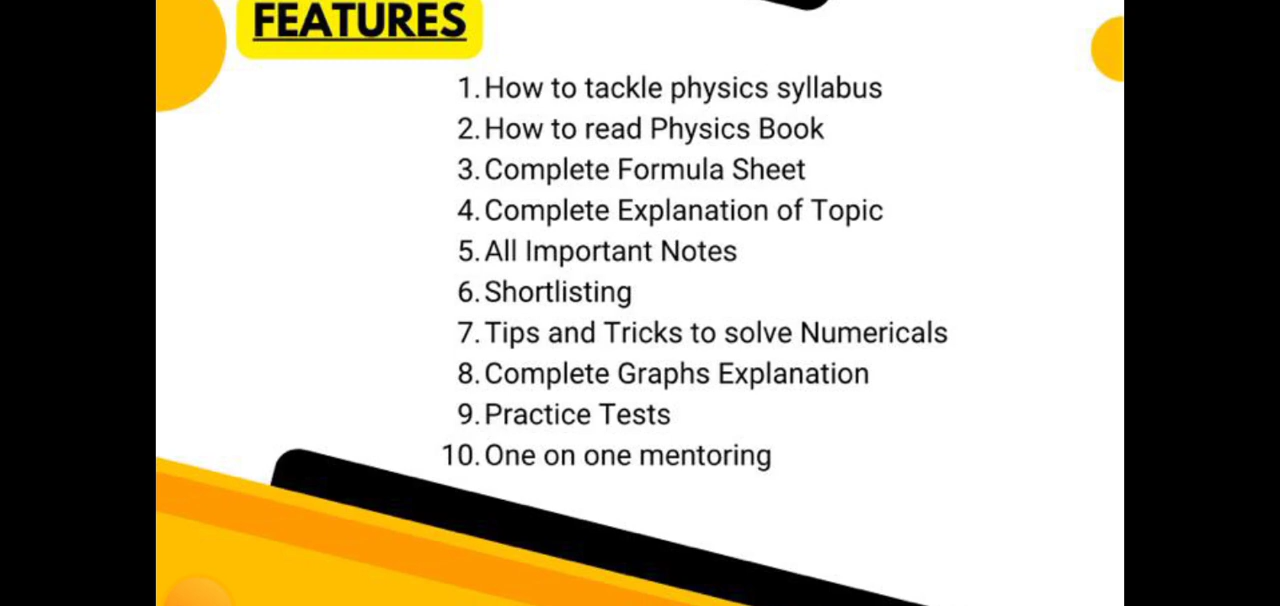 FEATURES
1. How to tackle physics syllabus
2. How to read Physics Book
3. Complete Formula Sheet
4. Complete Explanation of Topic
5. All Important Notes
6. Shortlisting
7. Tips and Tricks to solve Numericals
8. Complete Graphs Explanation
9. Practice Tests
10. One on one mentoring